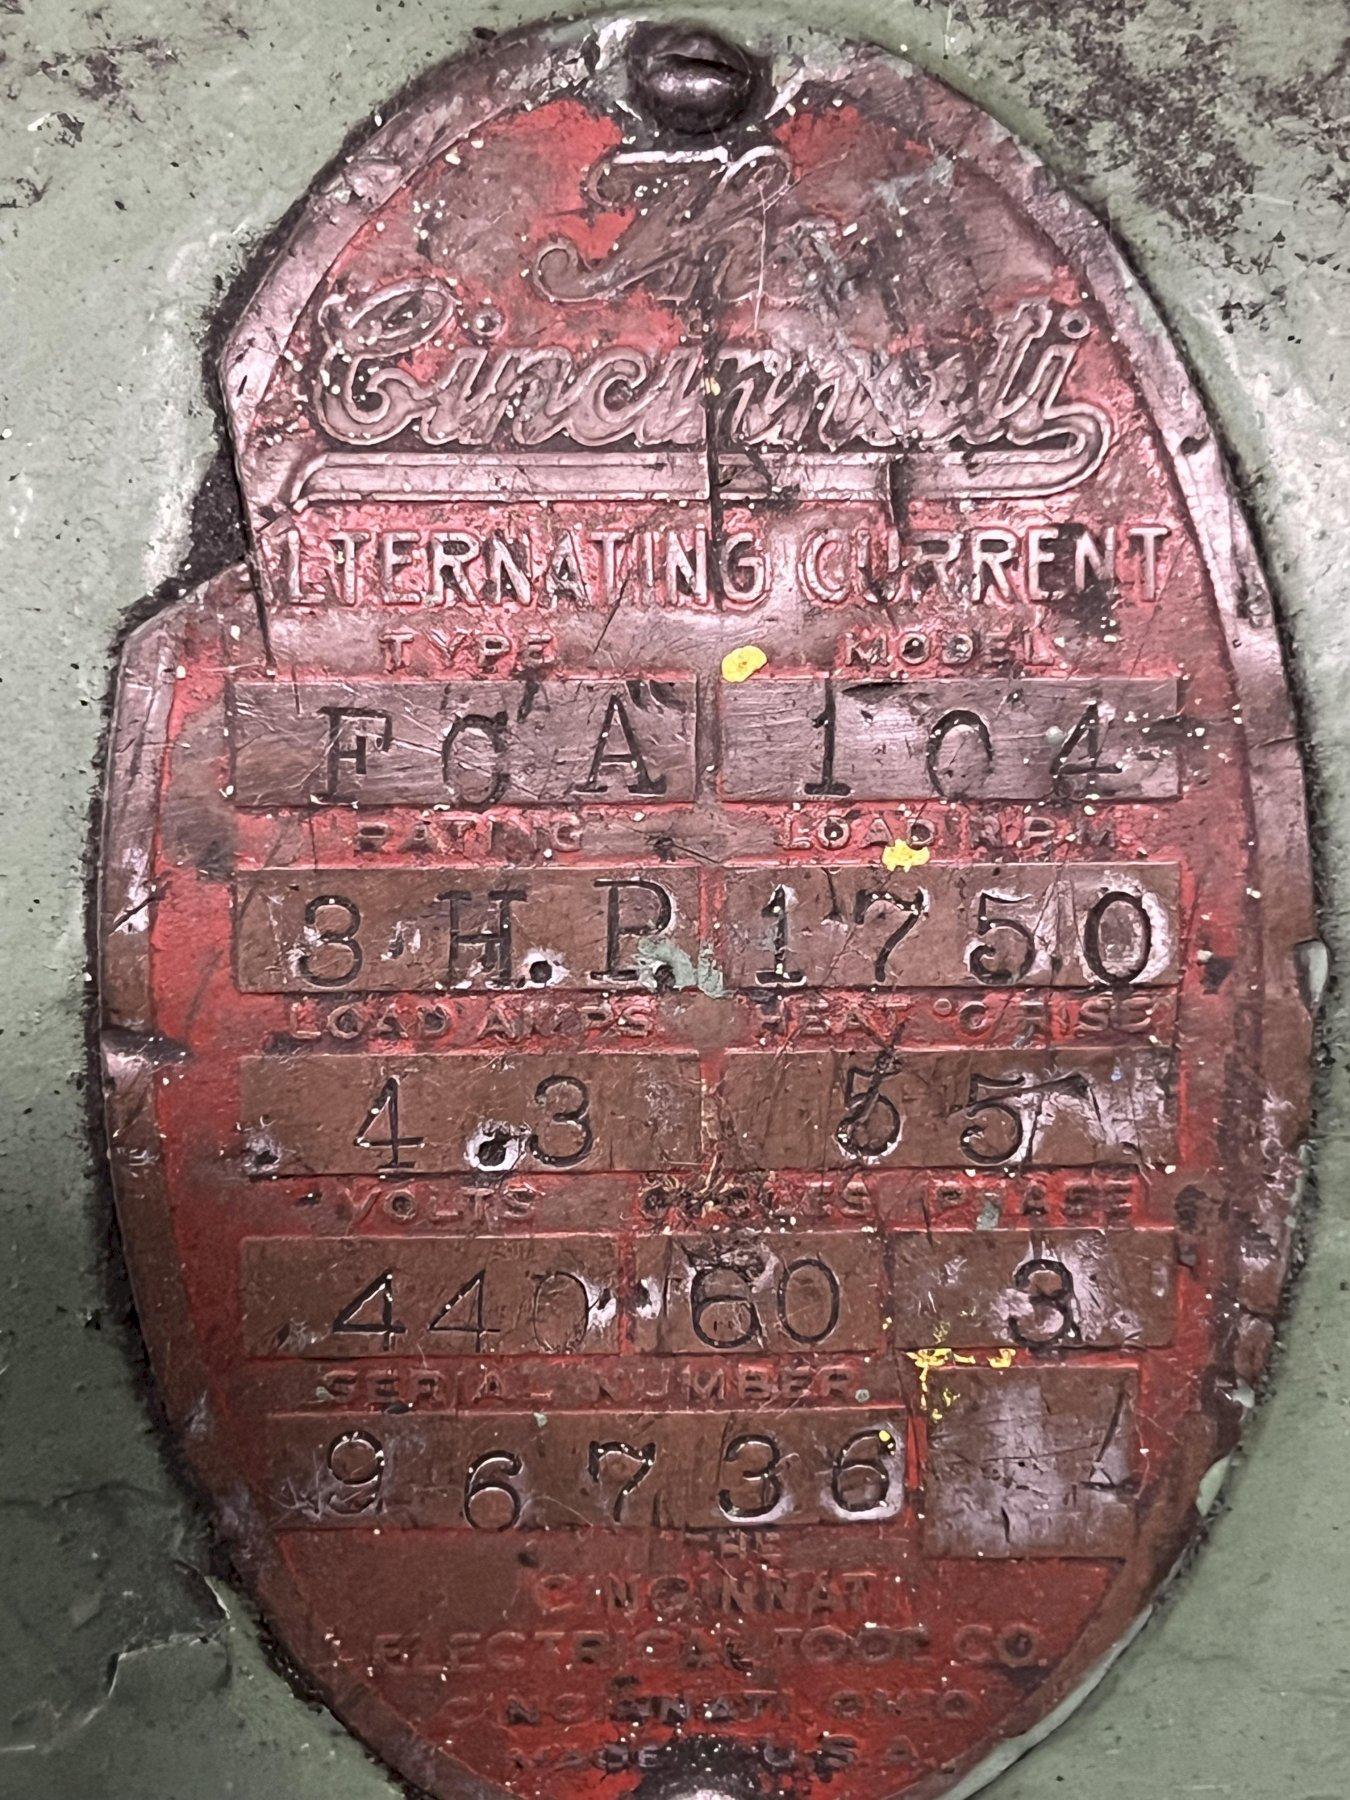 The
Cincinnati
ALTERNATING CURRENT
TYPE MODEL
FCA 104
RATING LOAD R.P.M.
3 H.P. 1750
LOAD AMPS HEAT °C/RISE
4.3 55
VOLTS CYCLES PHASE
440 60 3
SERIAL NUMBER
96736
THE
CINCINNATI
ELECTRICAL TOOL CO.
CINCINNATI, OHIO
MADE U.S.A.